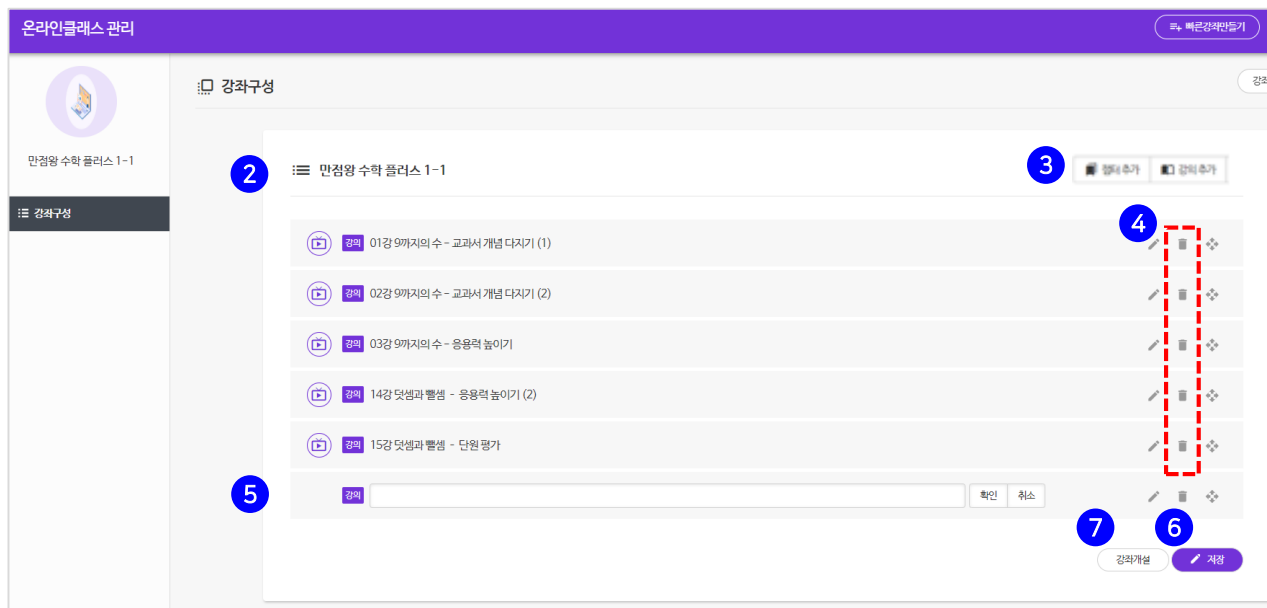 온라인클래스 관리
빠른강좌만들기
강좌구성
만점왕 수학 플러스 1-1
강좌구성
2
만점왕 수학 플러스 1-1
3
챕터 추가
강의 추가
4
강의 01강 9까지의 수 - 교과서 개념 다지기 (1)
강의 02강 9까지의 수 - 교과서 개념 다지기 (2)
강의 03강 9까지의 수 - 응용력 높이기
강의 14강 덧셈과 뺄셈 - 응용력 높이기 (2)
강의 15강 덧셈과 뺄셈 - 단원 평가
5
강의
확인
취소
7
6
강좌개설
저장